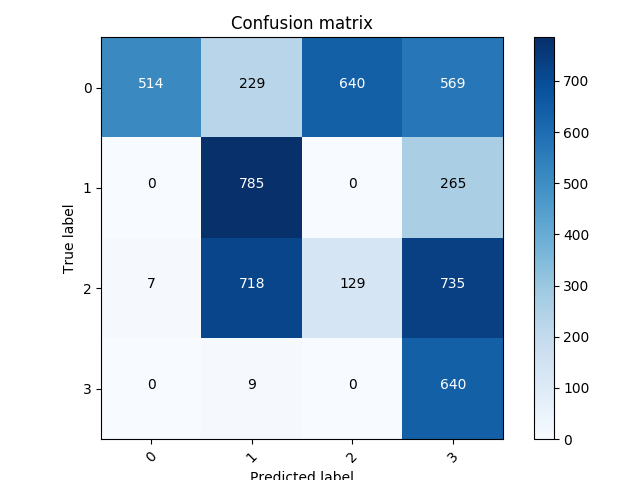 Confusion matrix
True label
0 514 229 640 569
1 0 785 0 265
2 7 718 129 735
3 0 9 0 640
0 1 2 3
Predicted label
700
600
500
400
300
200
100
0